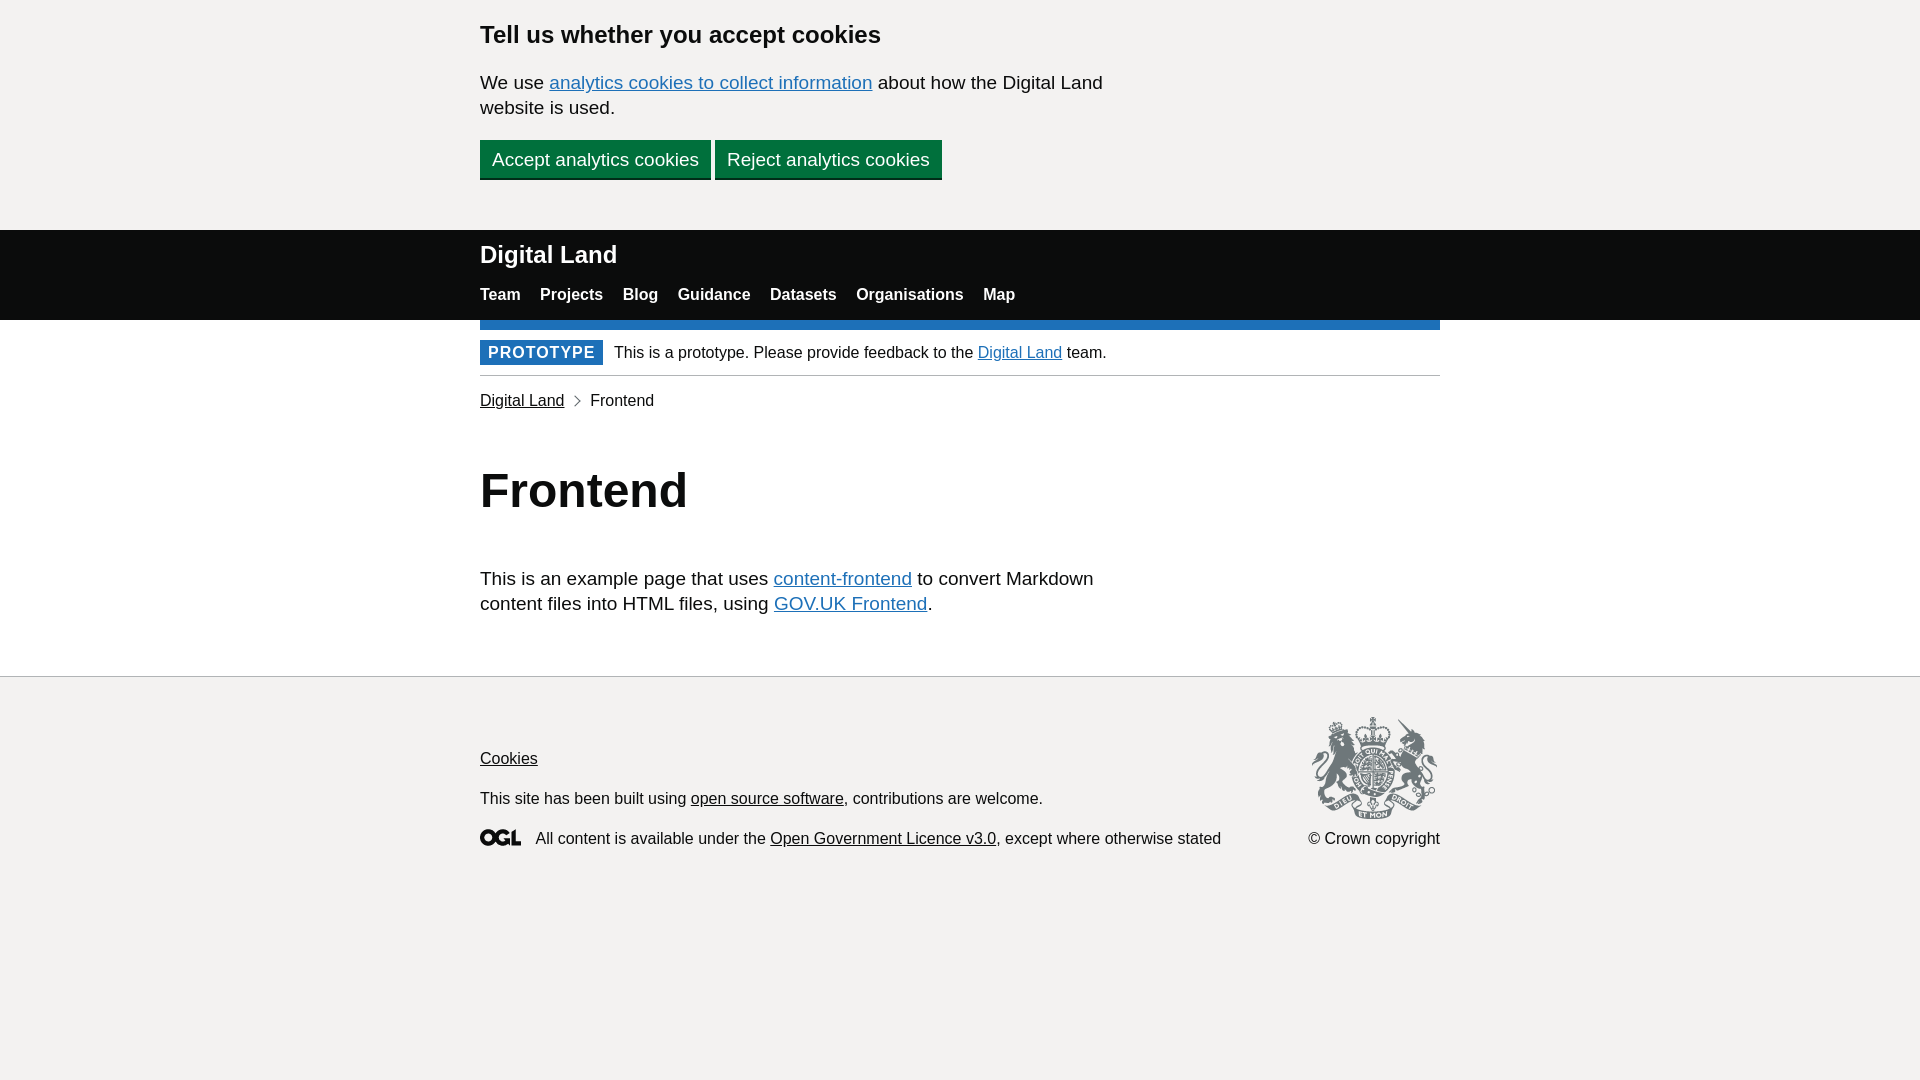 Tell us whether you accept cookies
We use analytics cookies to collect information about how the Digital Land
website is used.
Accept analytics cookies Reject analytics cookies
Digital Land
Team Projects Blog Guidance Datasets Organisations Map
PROTOTYPE This is a prototype. Please provide feedback to the Digital Land team.
Digital Land Frontend
Frontend
This is an example page that uses content-frontend to convert Markdown
content files into HTML files, using GOV.UK Frontend.
Cookies
This site has been built using open source software, contributions are welcome.
OGL All content is available under the Open Government Licence v3.0, except where otherwise stated
DIEU ET MON DROIT
© Crown copyright